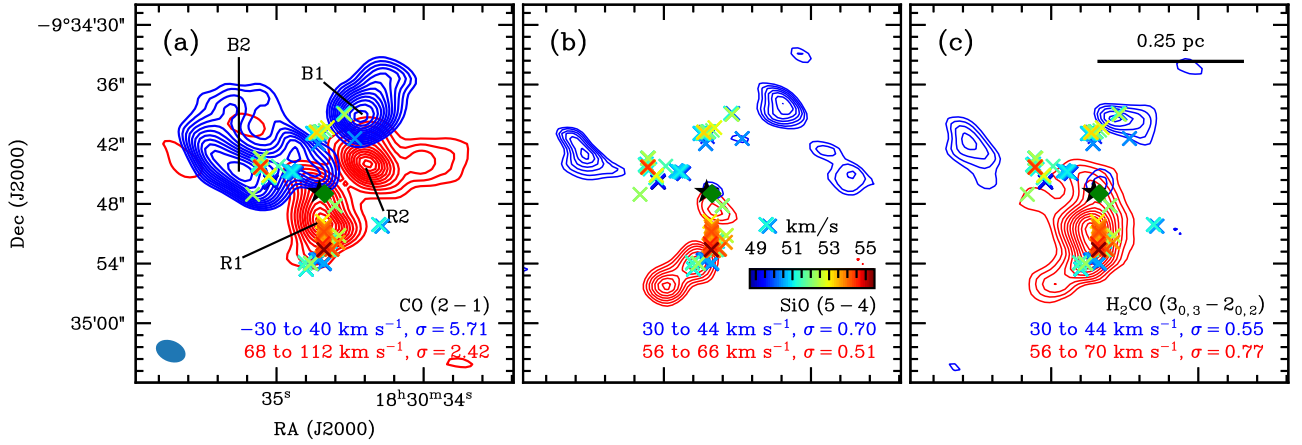 Dec (J2000)
−9°34'30"
36"
42"
48"
54"
35'00"
(a)
B2
B1
R1
R2
CO (2−1)
−30 to 40 km s⁻¹, σ=5.71
68 to 112 km s⁻¹, σ=2.42
35ˢ
18ʰ30ᵐ34ˢ
RA (J2000)
(b)
km/s
49 51 53 55
SiO (5−4)
30 to 44 km s⁻¹, σ=0.70
56 to 66 km s⁻¹, σ=0.51
(c)
0.25 pc
H₂CO (3₀,₃−2₀,₂)
30 to 44 km s⁻¹, σ=0.55
56 to 70 km s⁻¹, σ=0.77